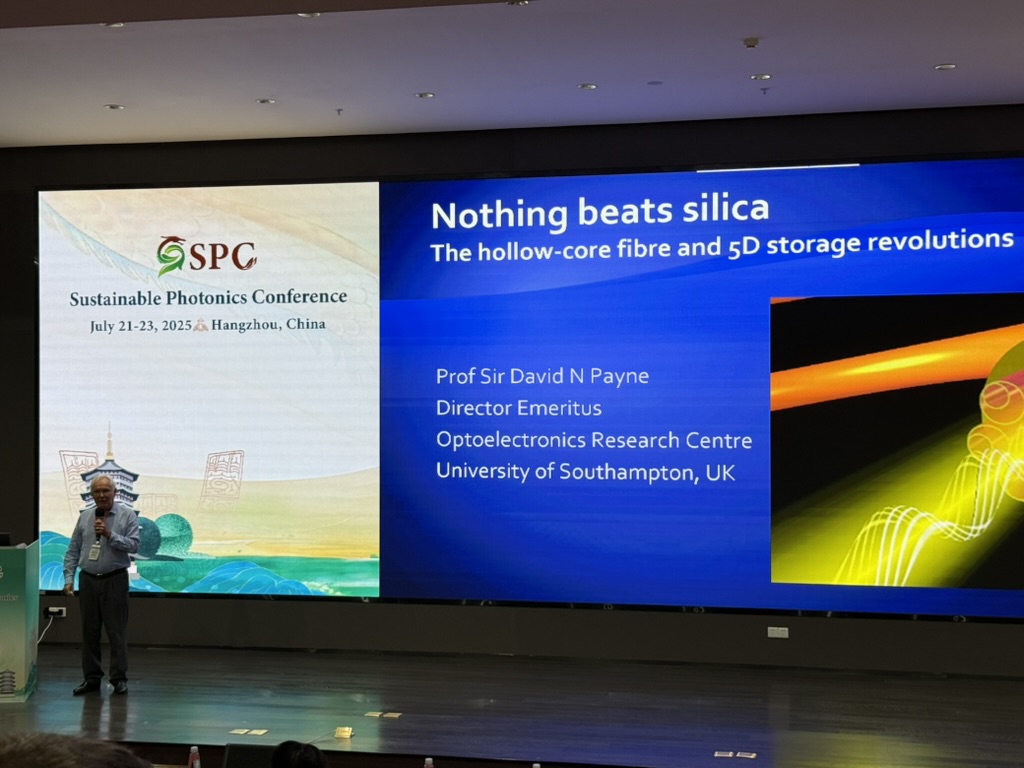 SPC
Sustainable Photonics Conference
July 21-23, 2025 Hangzhou, China
Nothing beats silica
The hollow-core fibre and 5D storage revolutions
Prof Sir David N Payne
Director Emeritus
Optoelectronics Research Centre
University of Southampton, UK